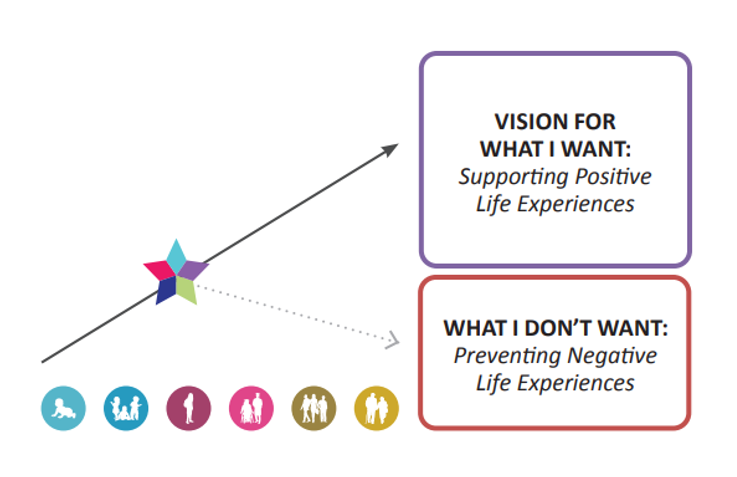 VISION FOR
WHAT I WANT:
Supporting Positive
Life Experiences
WHAT I DON’T WANT:
Preventing Negative
Life Experiences